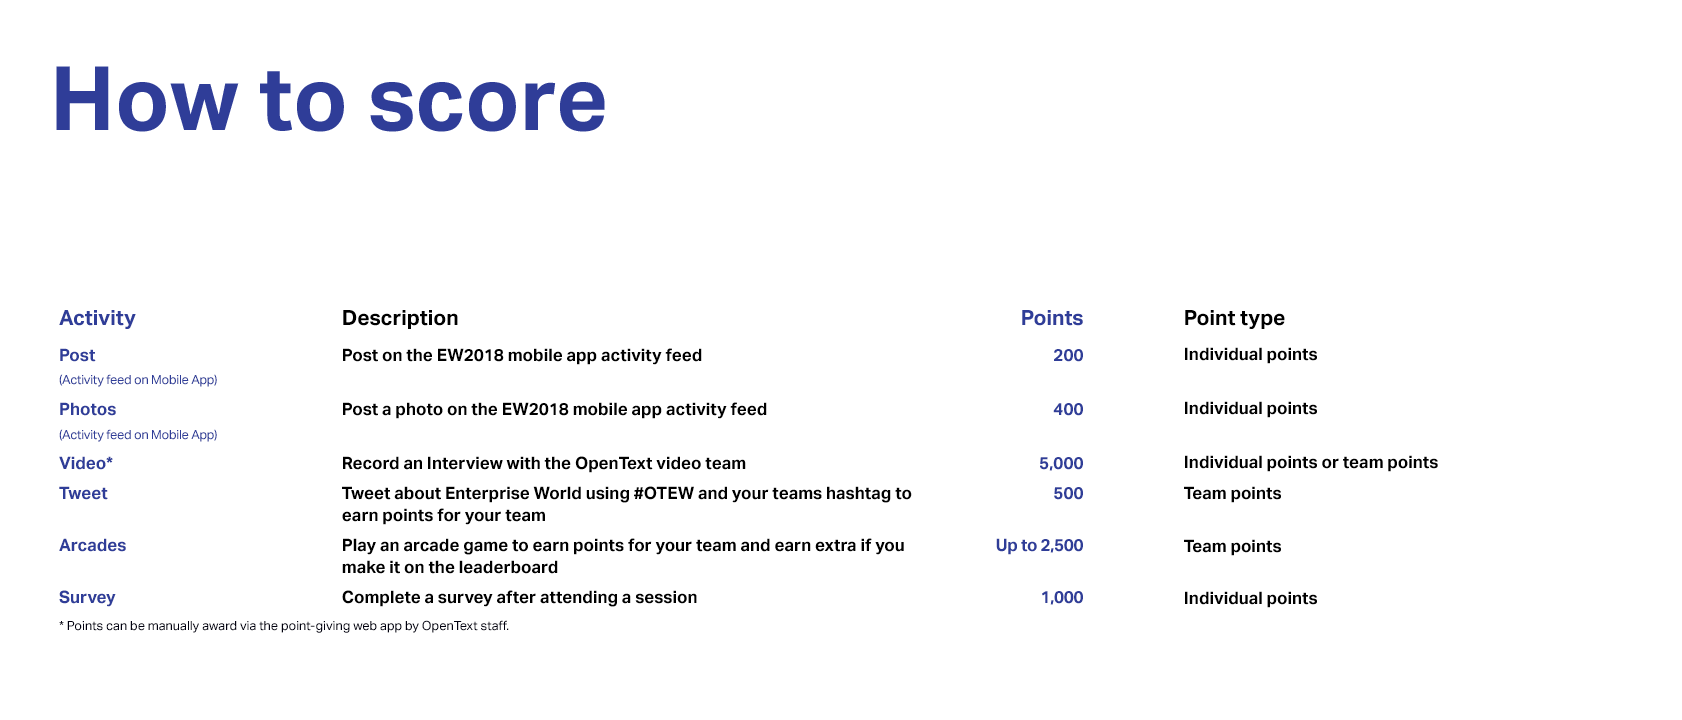 How to score
Activity Description Points Point type
Post Post on the EW2018 mobile app activity feed 200 Individual points
(Activity feed on Mobile App)
Photos Post a photo on the EW2018 mobile app activity feed 400 Individual points
(Activity feed on Mobile App)
Video* Record an Interview with the OpenText video team 5,000 Individual points or team points
Tweet Tweet about Enterprise World using #OTEW and your teams hashtag to 500 Team points
earn points for your team
Arcades Play an arcade game to earn points for your team and earn extra if you Up to 2,500 Team points
make it on the leaderboard
Survey Complete a survey after attending a session 1,000 Individual points
* Points can be manually award via the point-giving web app by OpenText staff.